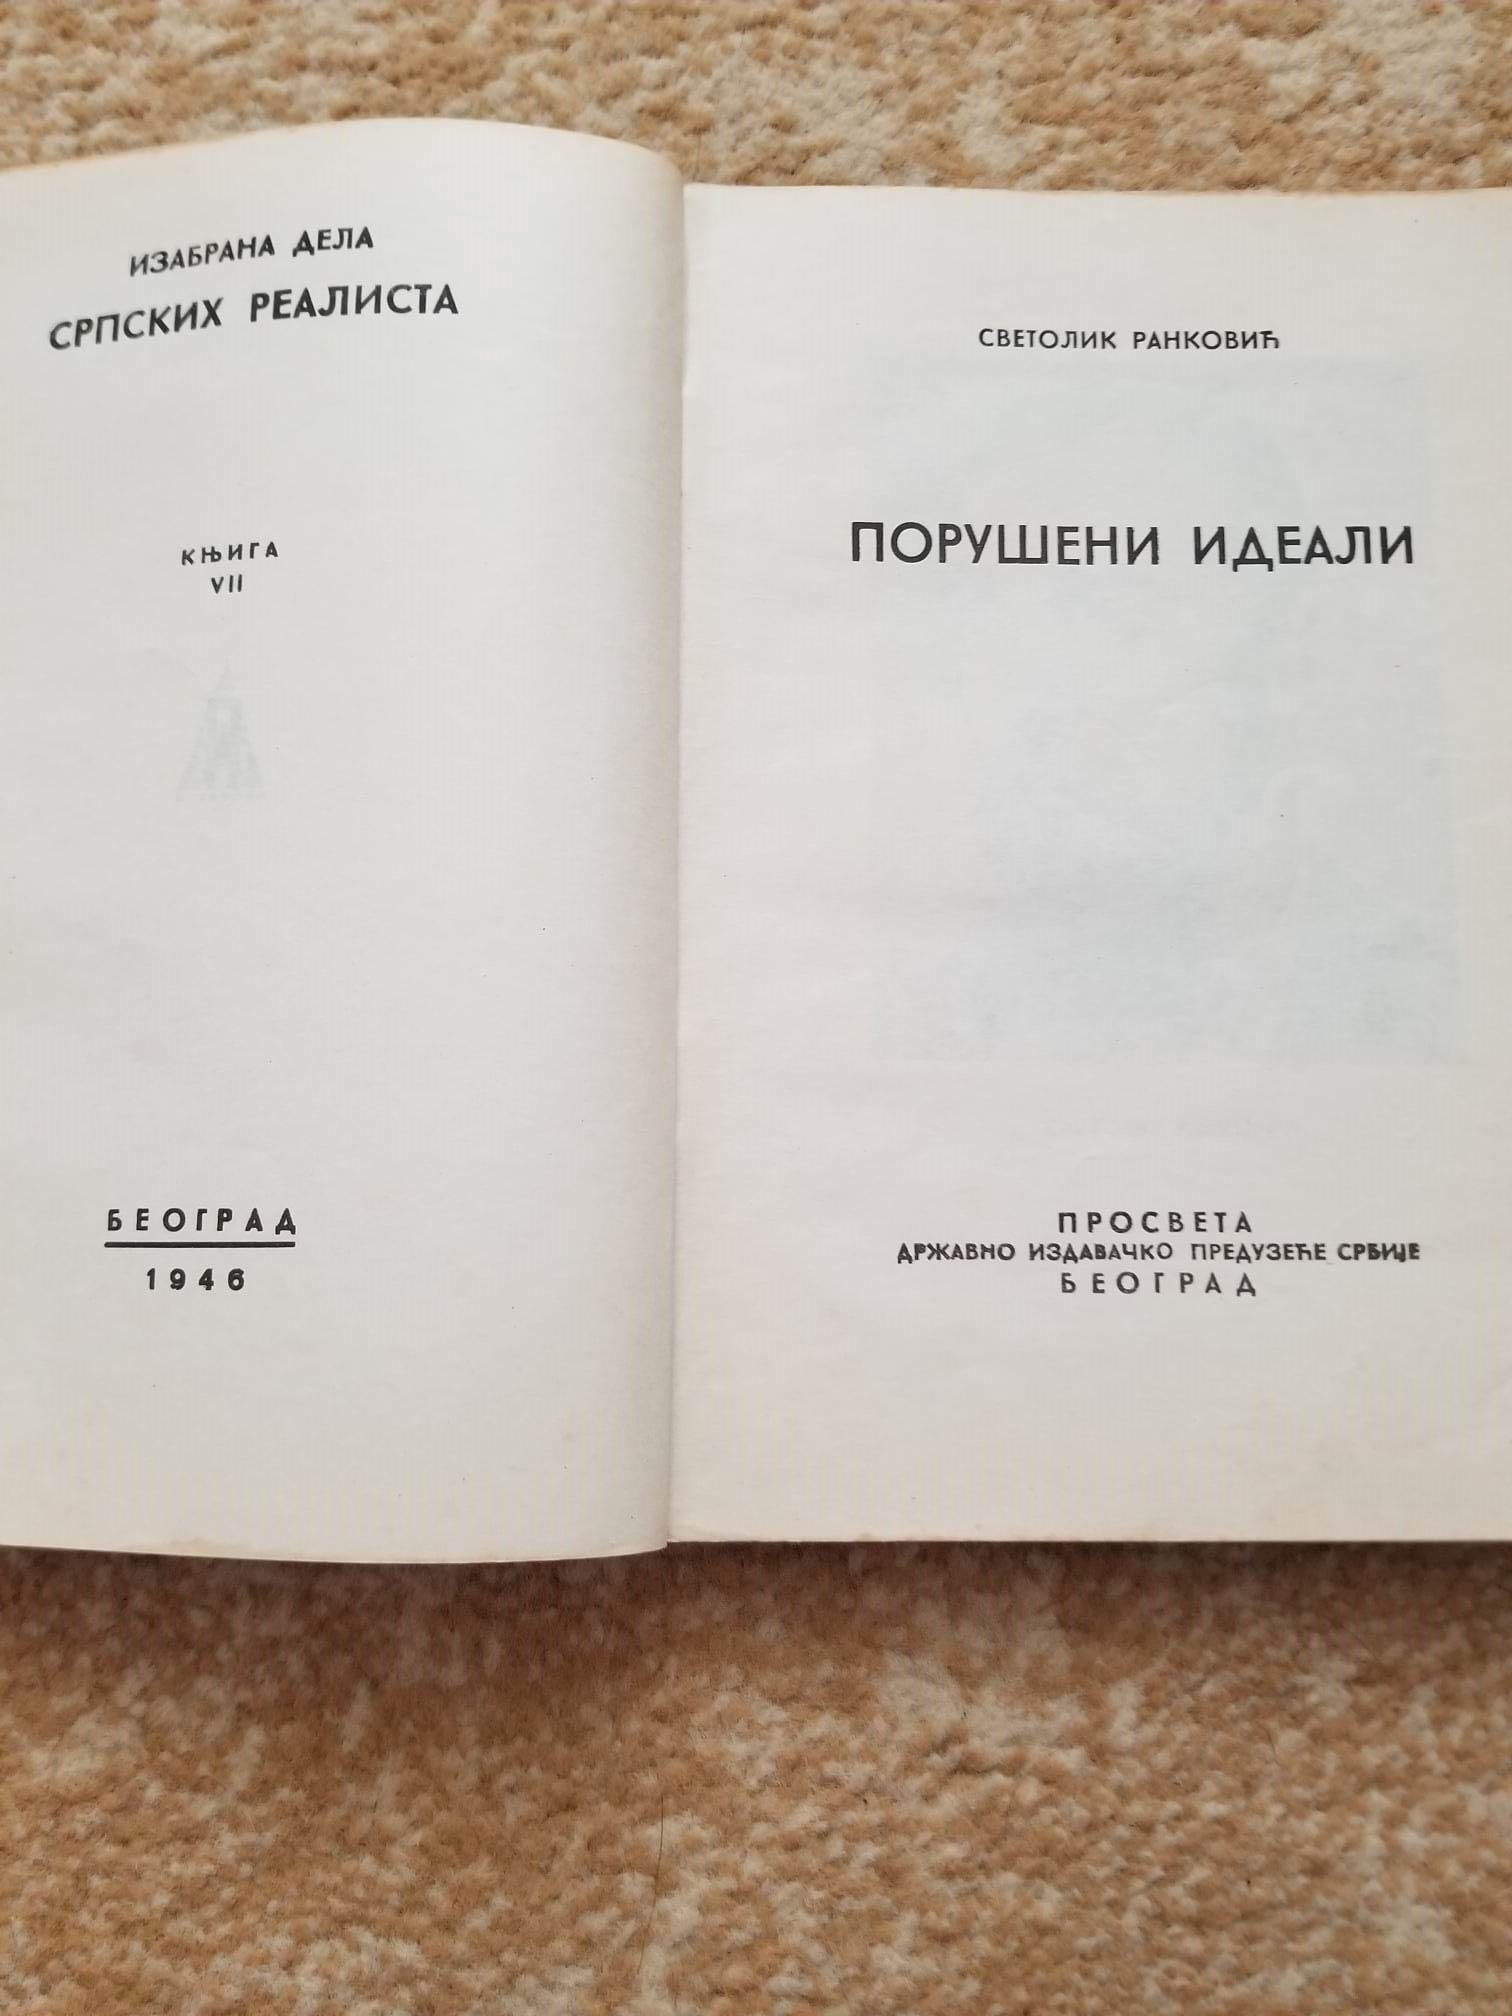 ИЗАБРАНА ДЕЛА
СРПСКИХ РЕАЛИСТА
КЊИГА
VII
БЕОГРАД
1946
СВЕТОЛИК РАНКОВИЋ
ПОРУШЕНИ ИДЕАЛИ
ПРОСВЕТА
ДРЖАВНО ИЗДАВАЧКО ПРЕДУЗЕЋЕ СРБИЈЕ
БЕОГРАД